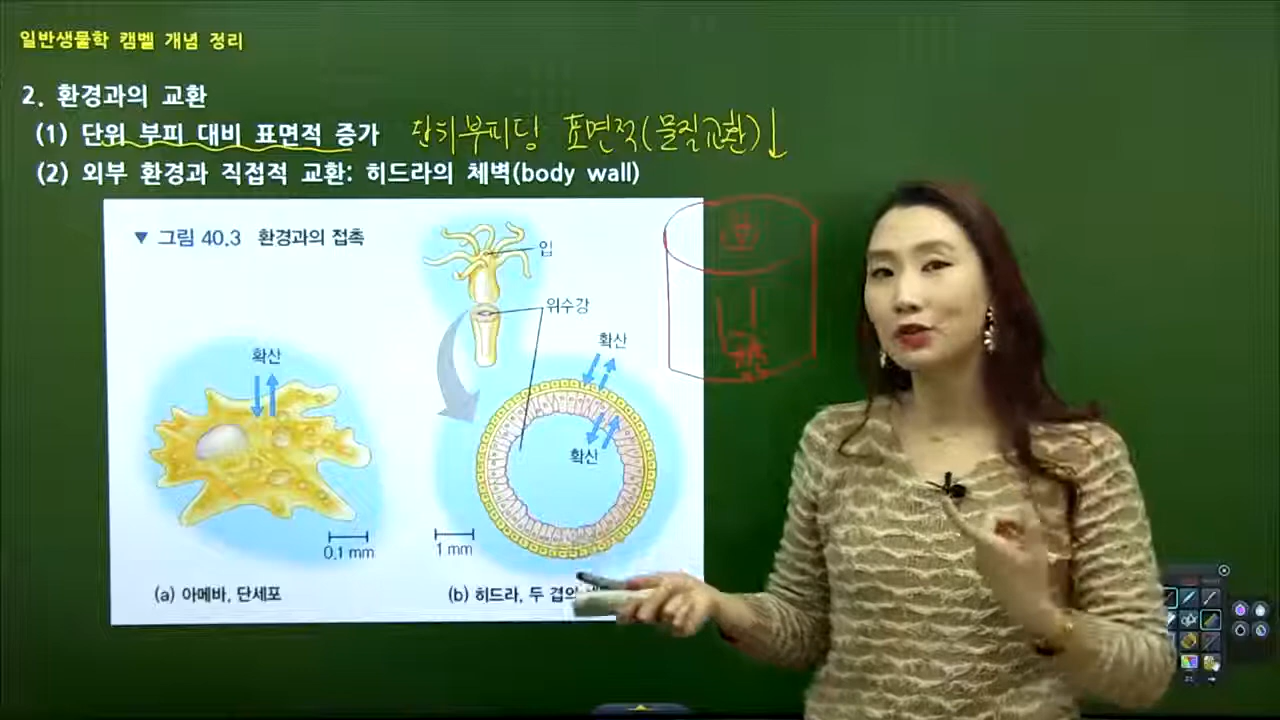 일반생물학 캠벨 개념 정리
2. 환경과의 교환
(1) 단위 부피 대비 표면적 증가 단위부피당 표면적(물질교환)↓
(2) 외부 환경과 직접적 교환: 히드라의 체벽(body wall)
▼ 그림 40.3 환경과의 접촉
입
위수강
확산
확산
확산
0.1 mm
1 mm
(a) 아메바, 단세포
(b) 히드라, 두 겹의